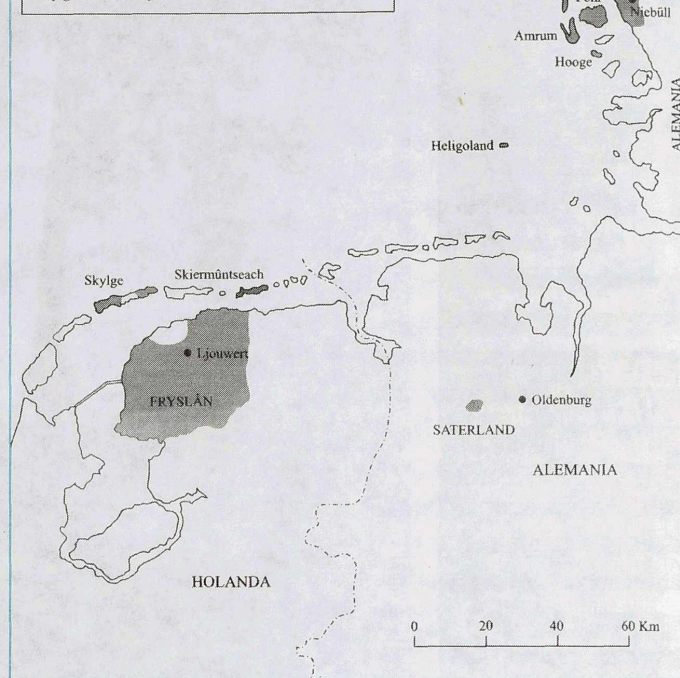 Niebüll
Amrum
Hooge
ALEMANIA
Heligoland
Skylge
Skiermûntseach
Ljouwert
FRYSLÂN
Oldenburg
SATERLAND
ALEMANIA
HOLANDA
0 20 40 60 Km